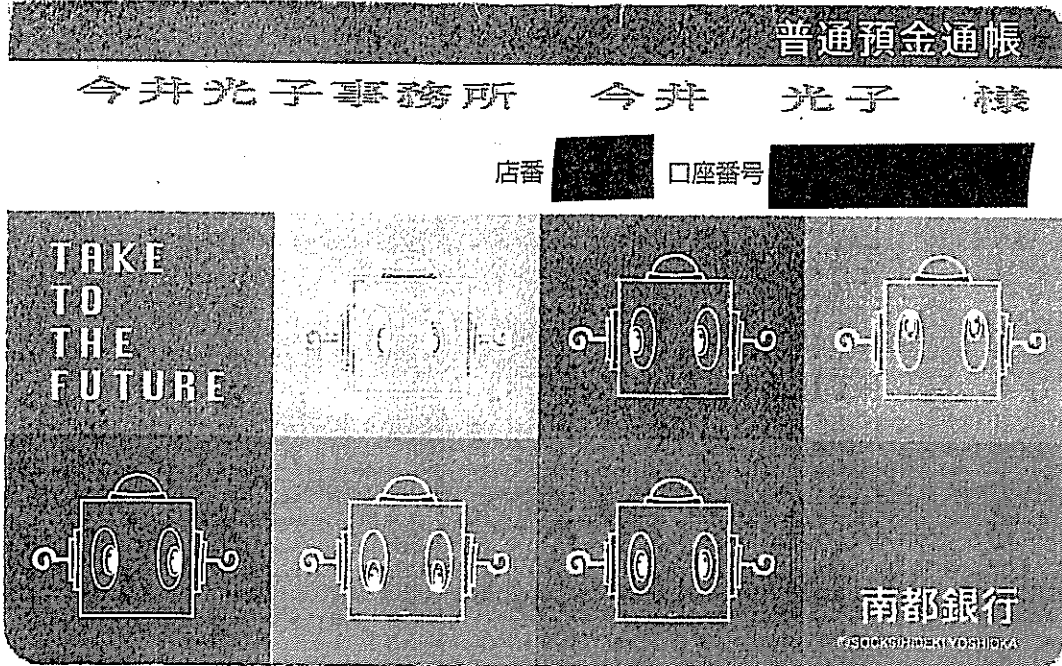 普通預金通帳
今井光子事務所 今井 光子 様
店番 口座番号
TAKE
TO
THE
FUTURE
南都銀行
SOCKS/HIDEKI YOSHIOKA